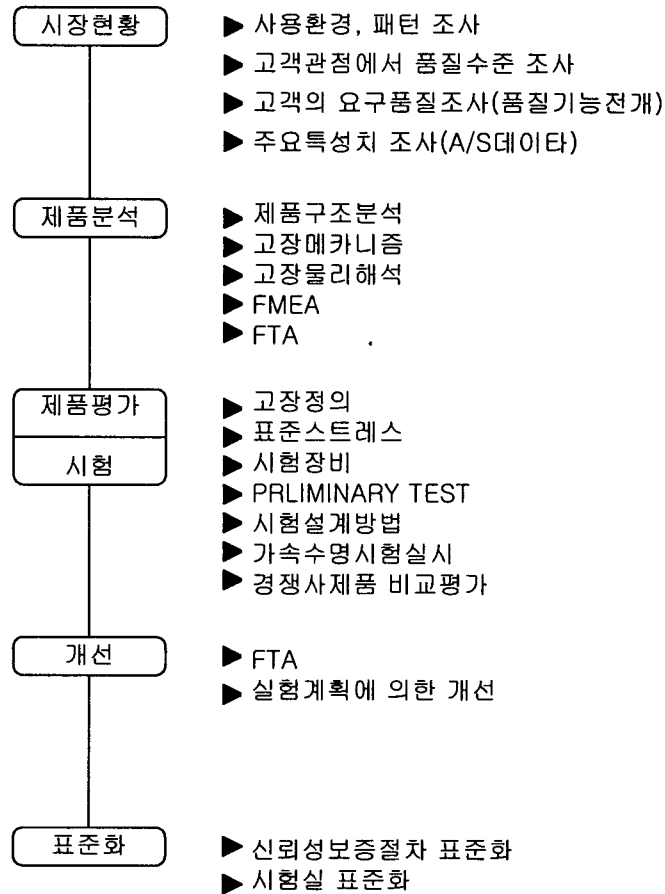 시장현황
▶ 사용환경, 패턴 조사
▶ 고객관점에서 품질수준 조사
▶ 고객의 요구품질조사(품질기능전개)
▶ 주요특성치 조사(A/S데이타)
제품분석
▶ 제품구조분석
▶ 고장메카니즘
▶ 고장물리해석
▶ FMEA
▶ FTA
제품평가
시험
▶ 고장정의
▶ 표준스트레스
▶ 시험장비
▶ PRLIMINARY TEST
▶ 시험설계방법
▶ 가속수명시험실시
▶ 경쟁사제품 비교평가
개선
▶ FTA
▶ 실험계획에 의한 개선
표준화
▶ 신뢰성보증절차 표준화
▶ 시험실 표준화